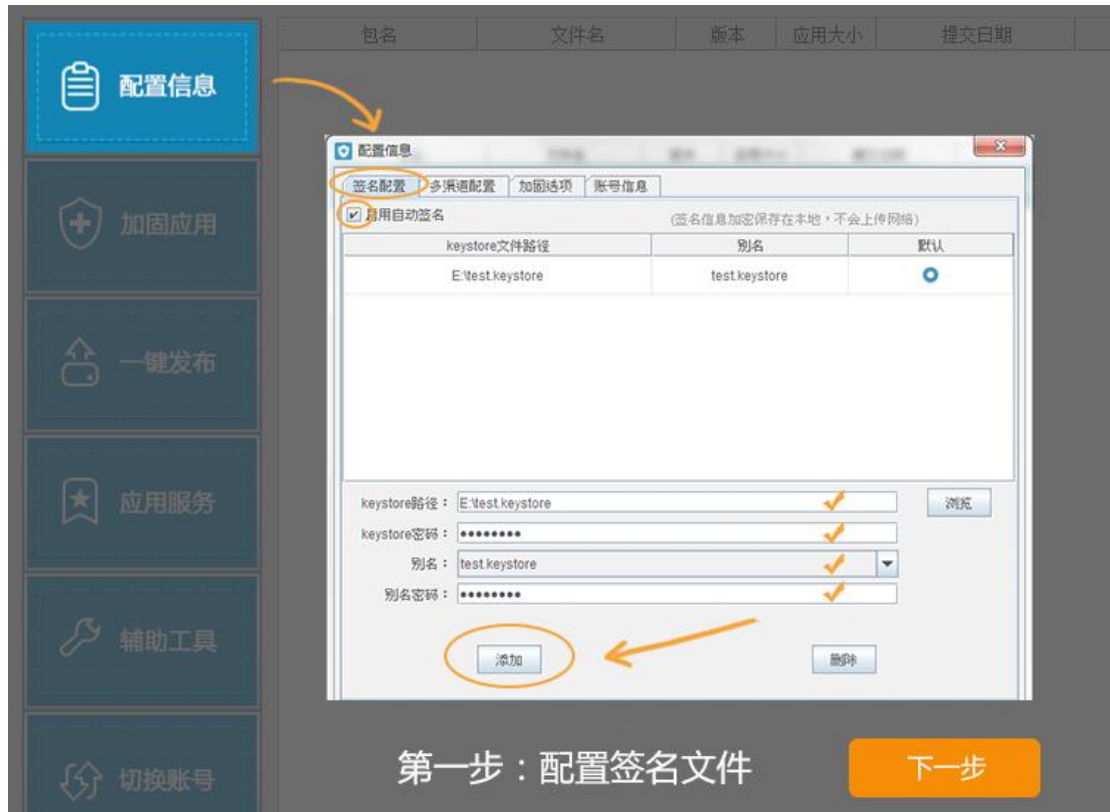 包名 文件名 版本 应用大小 提交日期
配置信息
加固应用
一键发布
应用服务
辅助工具
切换账号
配置信息
签名配置 多渠道配置 加固选项 账号信息
启用自动签名 (签名信息加密保存在本地，不会上传网络)
keystore文件路径 别名 默认
E:\test.keystore test.keystore
keystore路径： E:\test.keystore 浏览
keystore密码： ••••••••
别名： test.keystore
别名密码： ••••••••
添加 删除
第一步：配置签名文件 下一步